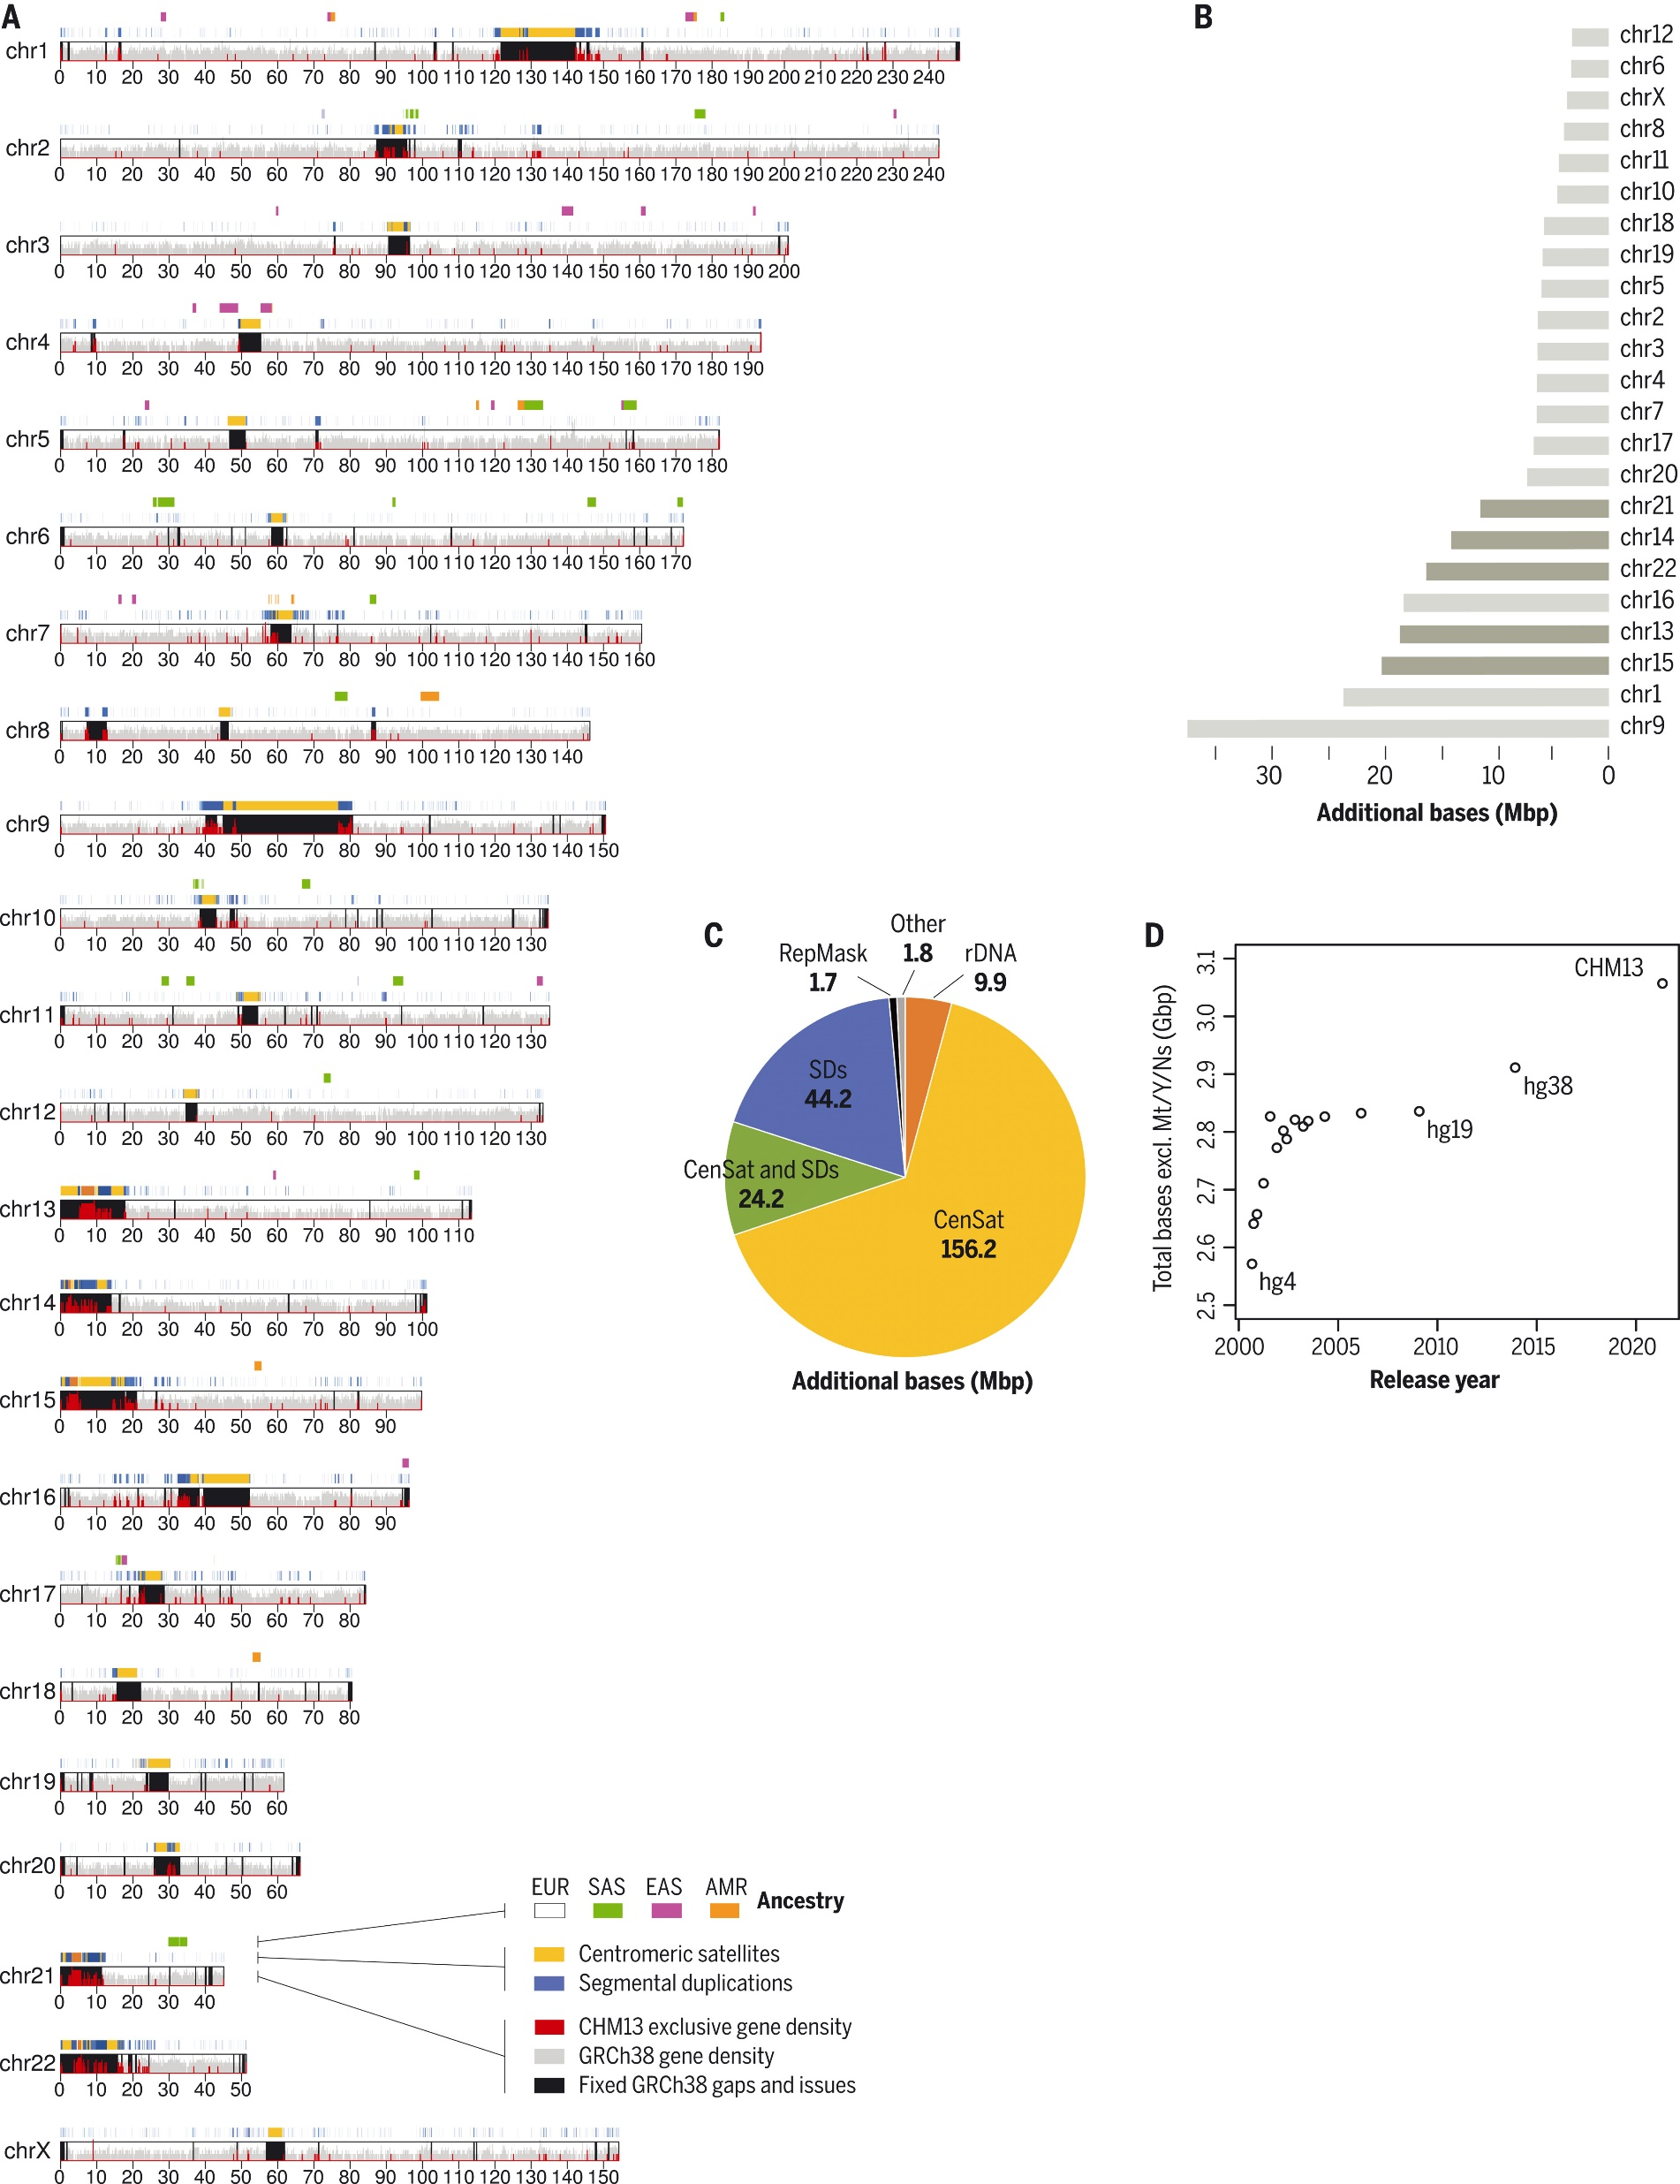 A
chr1
0 10 20 30 40 50 60 70 80 90 100 110 120 130 140 150 160 170 180 190 200 210 220 230 240
chr2
0 10 20 30 40 50 60 70 80 90 100 110 120 130 140 150 160 170 180 190 200 210 220 230 240
chr3
0 10 20 30 40 50 60 70 80 90 100 110 120 130 140 150 160 170 180 190 200
chr4
0 10 20 30 40 50 60 70 80 90 100 110 120 130 140 150 160 170 180 190
chr5
0 10 20 30 40 50 60 70 80 90 100 110 120 130 140 150 160 170 180
chr6
0 10 20 30 40 50 60 70 80 90 100 110 120 130 140 150 160 170
chr7
0 10 20 30 40 50 60 70 80 90 100 110 120 130 140 150 160
chr8
0 10 20 30 40 50 60 70 80 90 100 110 120 140
chr9
0 10 20 30 40 50 60 70 80 90 100 110 120 130 140 150
chr10
0 10 20 30 40 50 60 70 80 90 100 110 120 130
chr11
0 10 20 30 40 50 60 70 80 90 100 110 120 130
chr12
0 10 20 30 40 50 60 70 80 90 100 110 120 130
chr13
0 10 20 30 40 50 60 70 80 90 100 110
chr14
0 10 20 30 40 50 60 70 80 90 100
chr15
0 10 20 30 40 50 60 70 80 90
chr16
0 10 20 30 40 50 60 70 80 90
chr17
0 10 20 30 40 50 60 70 80
chr18
0 10 20 30 40 50 60 70 80
chr19
0 10 20 30 40 50 60
chr20
0 10 20 30 40 50 60
chr21
0 10 20 30 40
chr22
0 10 20 30 40 50
chrX
0 10 20 30 40 50 60 70 80 90 100 110 120 130 140 150
EUR SAS EAS AMR Ancestry
Centromeric satellites
Segmental duplications
CHM13 exclusive gene density
GRCh38 gene density
Fixed GRCh38 gaps and issues
B
chr12
chr6
chrX
chr8
chr11
chr10
chr18
chr19
chr5
chr2
chr3
chr4
chr7
chr17
chr20
chr21
chr14
chr22
chr16
chr13
chr15
chr1
chr9
30 20 10 0
Additional bases (Mbp)
C
Other
1.8
RepMask
1.7
rDNA
9.9
SDs
44.2
CenSat and SDs
24.2
CenSat
156.2
Additional bases (Mbp)
D
Total bases excl. Mt/Y/Ns (Gbp)
3.1
3.0
2.9
2.8
2.7
2.6
2.5
CHM13
hg38
hg19
hg4
2000 2005 2010 2015 2020
Release year